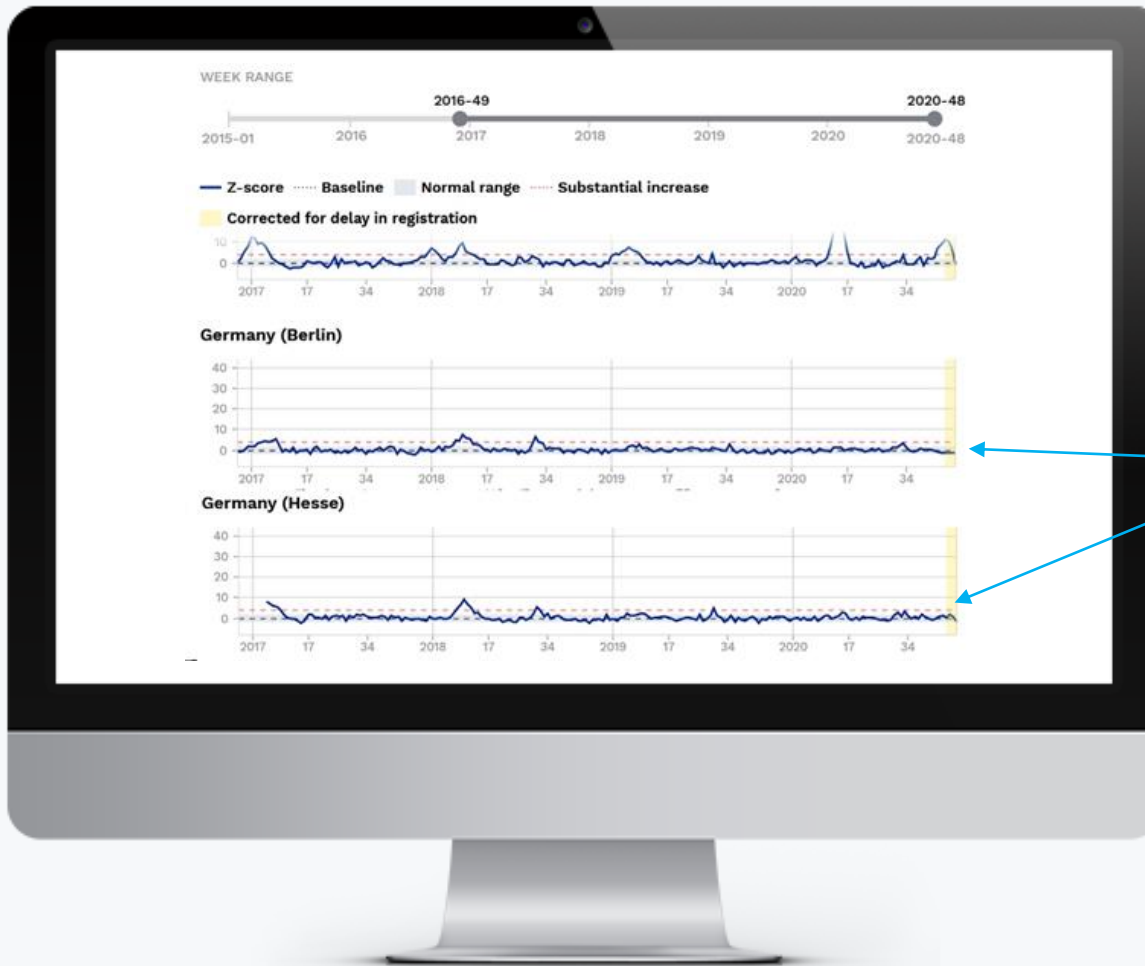 WEEK RANGE
2016-49 2020-48
2015-01 2016 2017 2018 2019 2020 2020-48
Z-score Baseline Normal range Substantial increase
Corrected for delay in registration
10
0
2017 17 34 2018 17 34 2019 17 34 2020 17 34
Germany (Berlin)
40
30
20
10
0
2017 17 34 2018 17 34 2019 17 34 2020 17 34
Germany (Hesse)
40
30
20
10
0
2017 17 34 2018 17 34 2019 17 34 2020 17 34